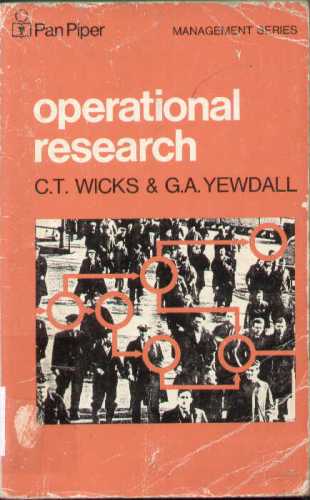 Pan Piper
MANAGEMENT SERIES
operational
research
C.T. WICKS & G.A. YEWDALL